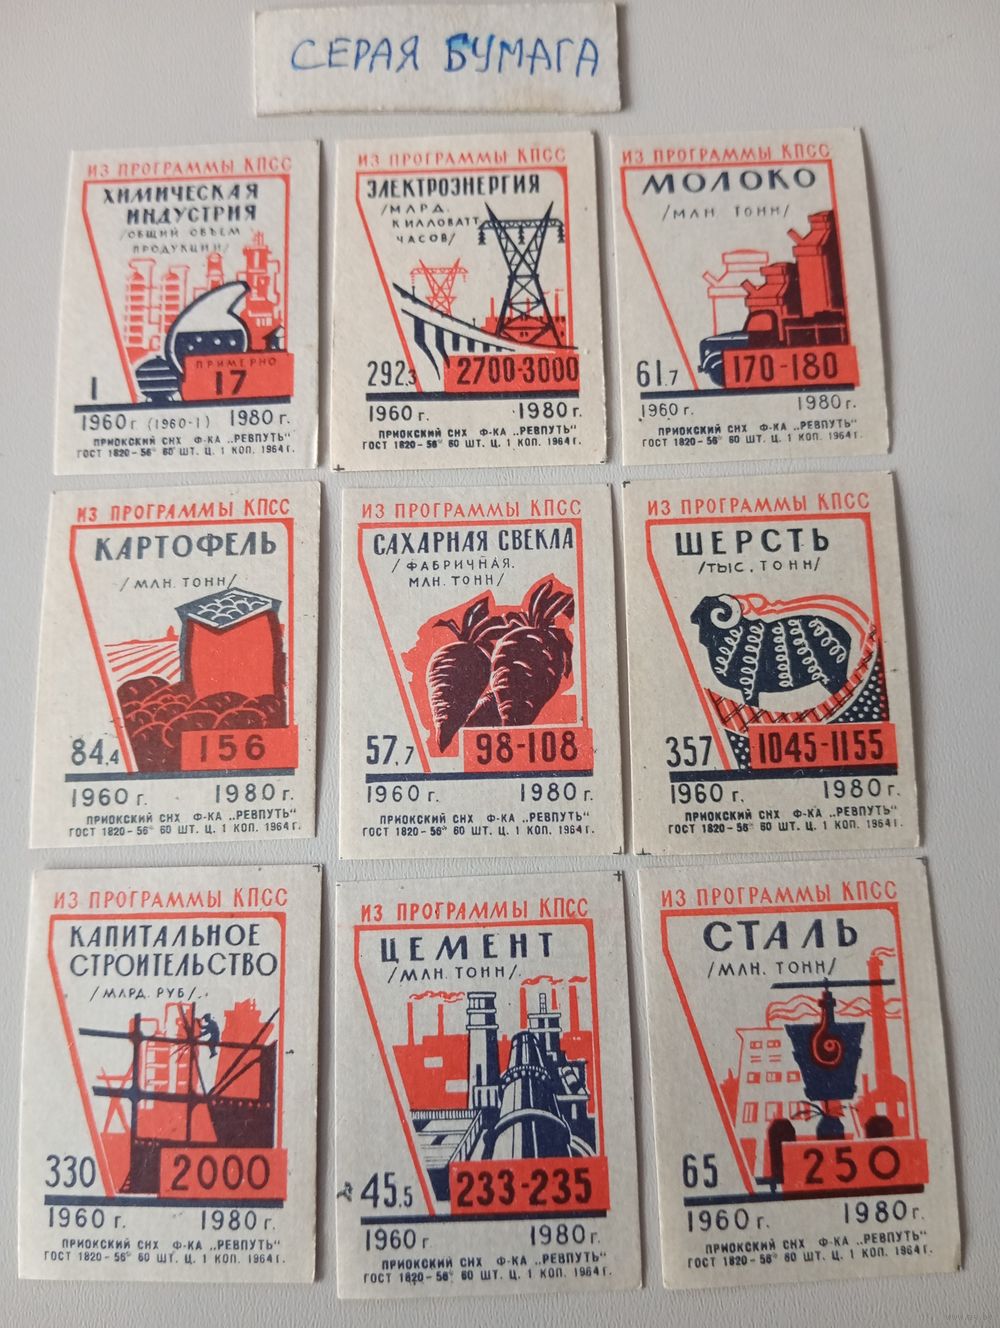 СЕРАЯ БУМАГА
ИЗ ПРОГРАММЫ КПСС
ХИМИЧЕСКАЯ
ИНДУСТРИЯ
/ОБЩИЙ ОБЪЕМ
ПРОДУКЦИИ/
ПРИМЕРНО
1 17
1960 г (1960-1) 1980 г.
ПРИОКСКИЙ СНХ Ф-КА „РЕВПУТЬ“
ГОСТ 1820-56 60 ШТ. Ц. 1 КОП. 1964 г.
ИЗ ПРОГРАММЫ КПСС
ЭЛЕКТРОЭНЕРГИЯ
/МЛРД.
КИЛОВАТТ
ЧАСОВ/
292,3 2700-3000
1960 г. 1980 г.
ПРИОКСКИЙ СНХ Ф-КА „РЕВПУТЬ“
ГОСТ 1820-56 60 ШТ. Ц. 1 КОП. 1964 г.
ИЗ ПРОГРАММЫ КПСС
МОЛОКО
/МЛН. ТОНН/
61,7 170-180
1960 г. 1980 г.
ПРИОКСКИЙ СНХ Ф-КА „РЕВПУТЬ“
ГОСТ 1820-56 60 ШТ. Ц. 1 КОП. 1964 г.
ИЗ ПРОГРАММЫ КПСС
КАРТОФЕЛЬ
/МЛН. ТОНН/
84,4 156
1960 г. 1980 г.
ПРИОКСКИЙ СНХ Ф-КА „РЕВПУТЬ“
ГОСТ 1820-56 60 ШТ. Ц. 1 КОП. 1964 г.
ИЗ ПРОГРАММЫ КПСС
САХАРНАЯ СВЕКЛА
/ФАБРИЧНАЯ.
МЛН. ТОНН/
57,7 98-108
1960 г. 1980 г.
ПРИОКСКИЙ СНХ Ф-КА „РЕВПУТЬ“
ГОСТ 1820-56 60 ШТ. Ц. 1 КОП. 1964 г.
ИЗ ПРОГРАММЫ КПСС
ШЕРСТЬ
/ТЫС. ТОНН/
357 1045-1155
1960 г. 1980 г.
ПРИОКСКИЙ СНХ Ф-КА „РЕВПУТЬ“
ГОСТ 1820-56 60 ШТ. Ц. 1 КОП. 1964 г.
ИЗ ПРОГРАММЫ КПСС
КАПИТАЛЬНОЕ
СТРОИТЕЛЬСТВО
/МЛРД. РУБ/
330 2000
1960 г. 1980 г.
ПРИОКСКИЙ СНХ Ф-КА „РЕВПУТЬ“
ГОСТ 1820-56 60 ШТ. Ц. 1 КОП. 1964 г.
ИЗ ПРОГРАММЫ КПСС
ЦЕМЕНТ
/МЛН. ТОНН/
45,5 233-235
1960 г 1980 г.
ПРИОКСКИЙ СНХ Ф-КА „РЕВПУТЬ“
ГОСТ 1820-56 60 ШТ. Ц. 1 КОП. 1964 г.
ИЗ ПРОГРАММЫ КПСС
СТАЛЬ
/МЛН. ТОНН/
65 250
1960 г. 1980 г.
ПРИОКСКИЙ СНХ Ф-КА „РЕВПУТЬ“
ГОСТ 1820-56 60 ШТ. Ц. 1 КОП. 1964 г.